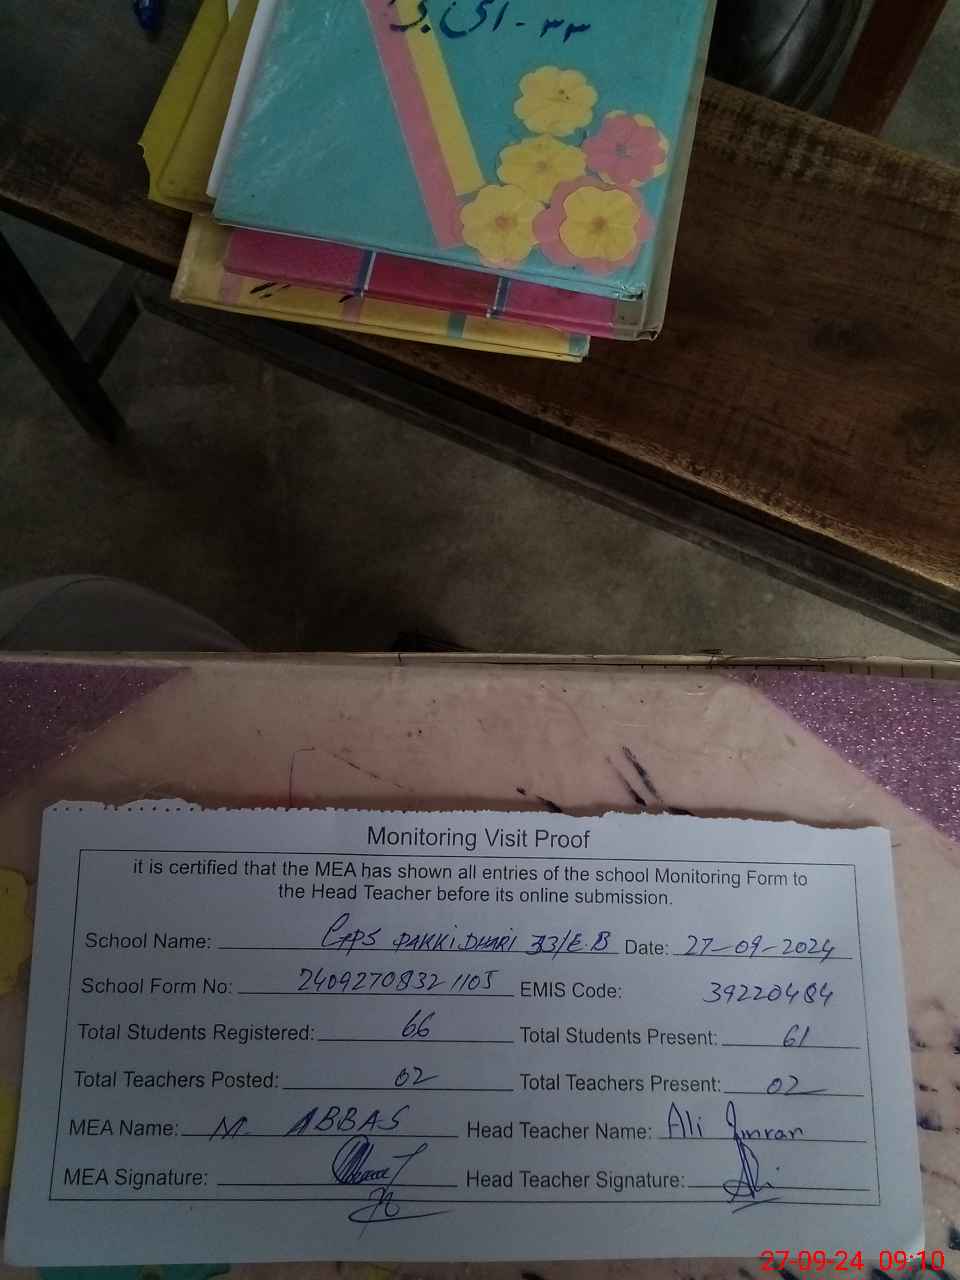 ۳۳ - ای. بی
Monitoring Visit Proof
it is certified that the MEA has shown all entries of the school Monitoring Form to
the Head Teacher before its online submission.
School Name: GPS PAKKI DHARI 33/E.B Date: 27-09-2024
School Form No: 2409270832 1105 EMIS Code: 39220484
Total Students Registered: 66 Total Students Present: 61
Total Teachers Posted: 02 Total Teachers Present: 02
MEA Name: M. ABBAS Head Teacher Name: Ali Imran
MEA Signature: Head Teacher Signature: Ali
27-09-24 09:10